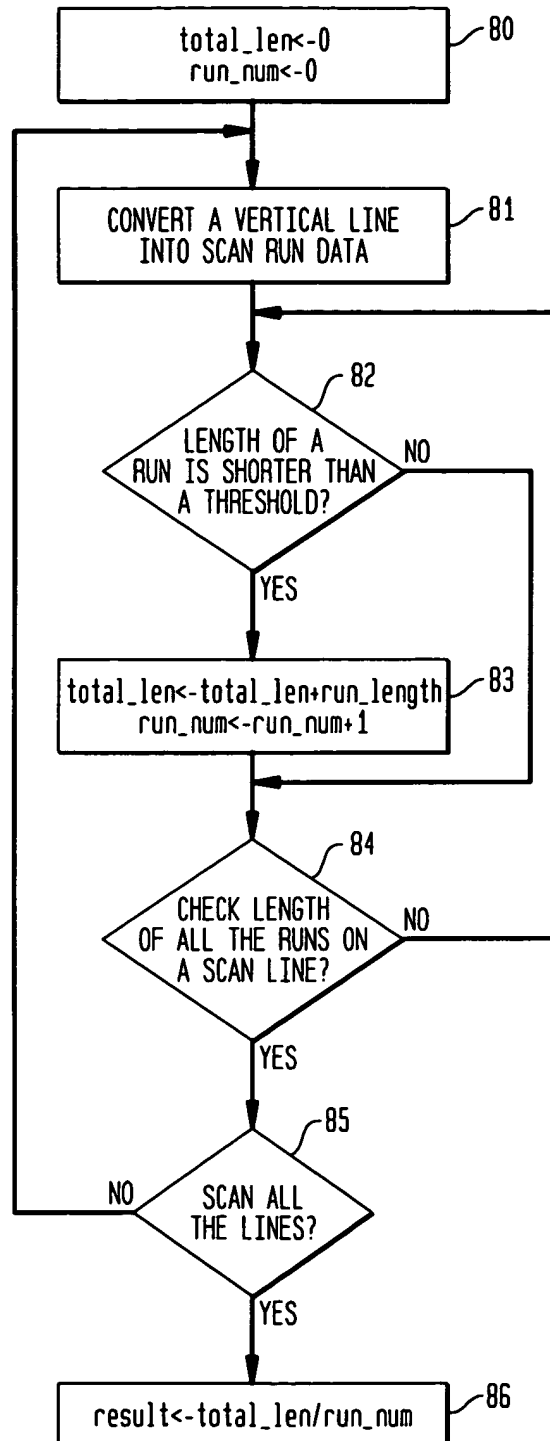 total_len<-0
run_num<-0
80
CONVERT A VERTICAL LINE
INTO SCAN RUN DATA
81
82
LENGTH OF A
RUN IS SHORTER THAN
A THRESHOLD?
NO
YES
total_len<-total_len+run_length
run_num<-run_num+1
83
84
CHECK LENGTH
OF ALL THE RUNS ON
A SCAN LINE?
NO
YES
85
NO
SCAN ALL
THE LINES?
YES
result<-total_len/run_num
86